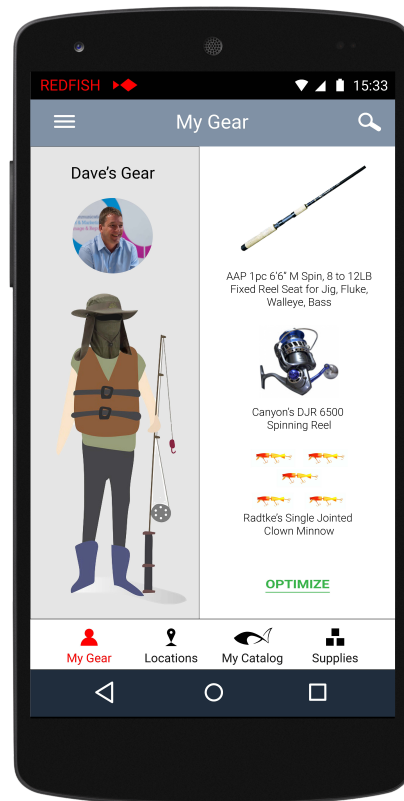 REDFISH
15:33
My Gear
Dave's Gear
AAP 1pc 6'6" M Spin, 8 to 12LB
Fixed Reel Seat for Jig, Fluke,
Walleye, Bass
Canyon's DJR 6500
Spinning Reel
Radtke's Single Jointed
Clown Minnow
OPTIMIZE
My Gear
Locations
My Catalog
Supplies